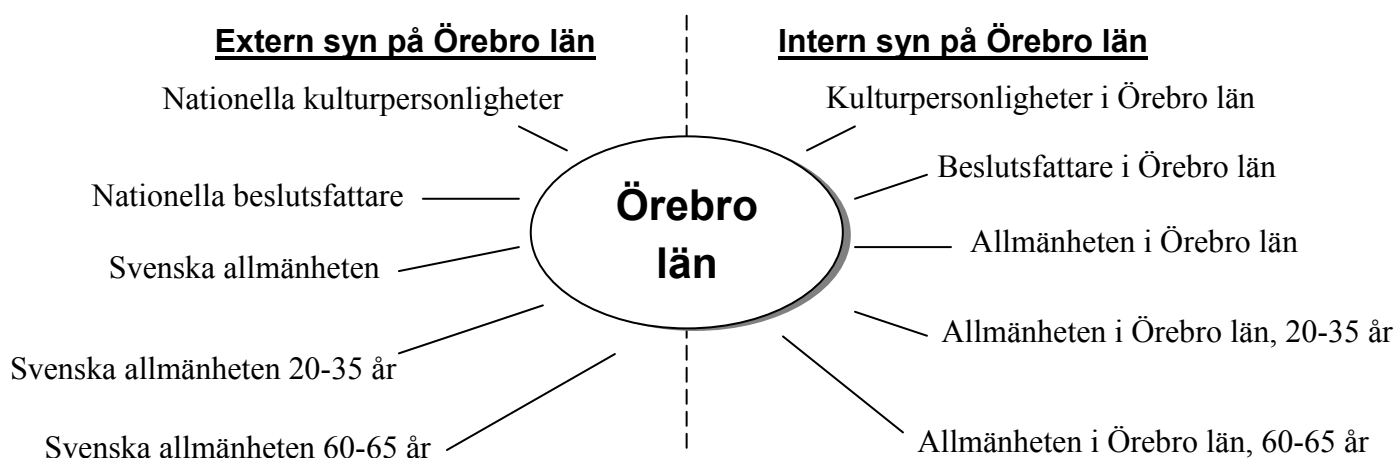 Extern syn på Örebro län
Intern syn på Örebro län
Nationella kulturpersonligheter
Kulturpersonligheter i Örebro län
Nationella beslutsfattare
Beslutsfattare i Örebro län
Örebro
län
Svenska allmänheten
Allmänheten i Örebro län
Svenska allmänheten 20-35 år
Allmänheten i Örebro län, 20-35 år
Svenska allmänheten 60-65 år
Allmänheten i Örebro län, 60-65 år